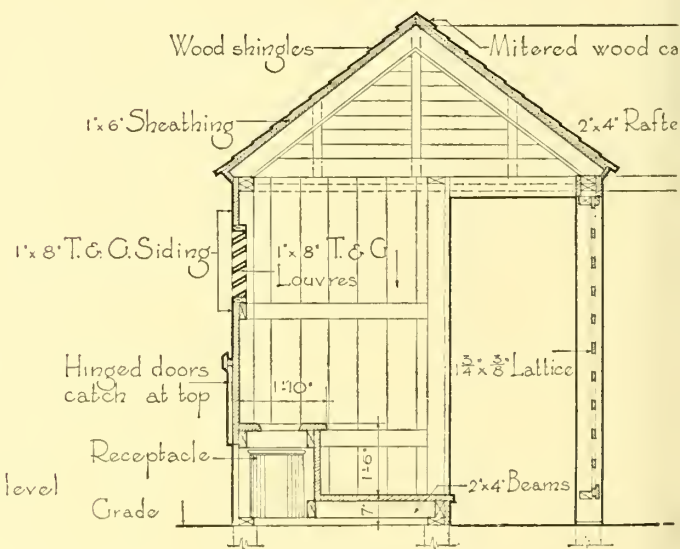 Wood shingles
Mitered wood ca
1"x 6" Sheathing
2"x 4" Rafte
1"x 8" T. & G. Siding
1"x 8" T. & G
Louvres
1 3/4" x 3/8" Lattice
Hinged doors
catch at top
1'-10"
Receptacle
1'-6"
level
2"x 4" Beams
Grade
7"